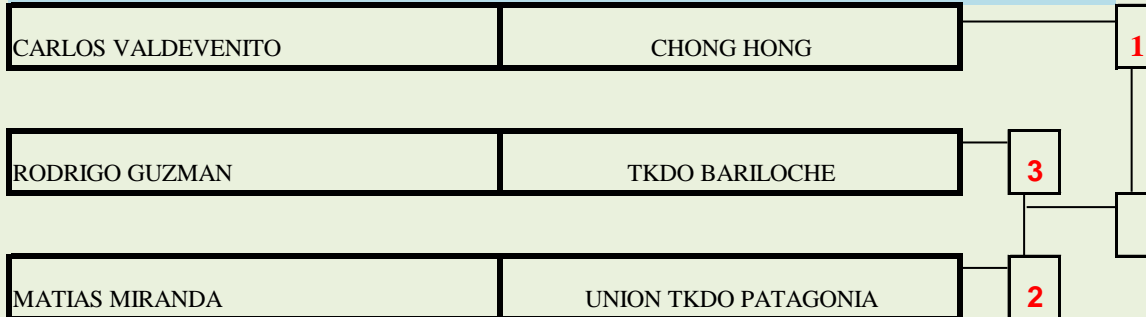 CARLOS VALDEVENITO CHONG HONG 1
RODRIGO GUZMAN TKDO BARILOCHE 3
MATIAS MIRANDA UNION TKDO PATAGONIA 2